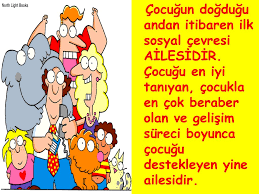 North Light Books
Çocuğun doğduğu
andan itibaren ilk
sosyal çevresi
AİLESİDİR.
Çocuğu en iyi
tanıyan, çocukla
en çok beraber
olan ve gelişim
süreci boyunca
çocuğu
destekleyen yine
ailesidir.